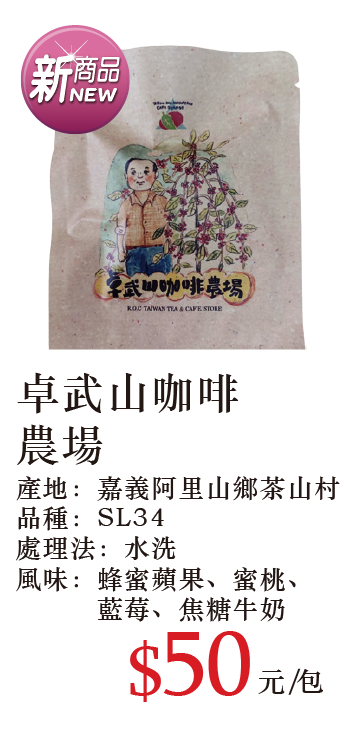 新商品
NEW
卓武山咖啡農場
R.O.C TAIWAN TEA & CAFE STORE
卓武山咖啡
農場
產地：嘉義阿里山鄉茶山村
品種：SL34
處理法：水洗
風味：蜂蜜蘋果、蜜桃、
藍莓、焦糖牛奶
$50元/包